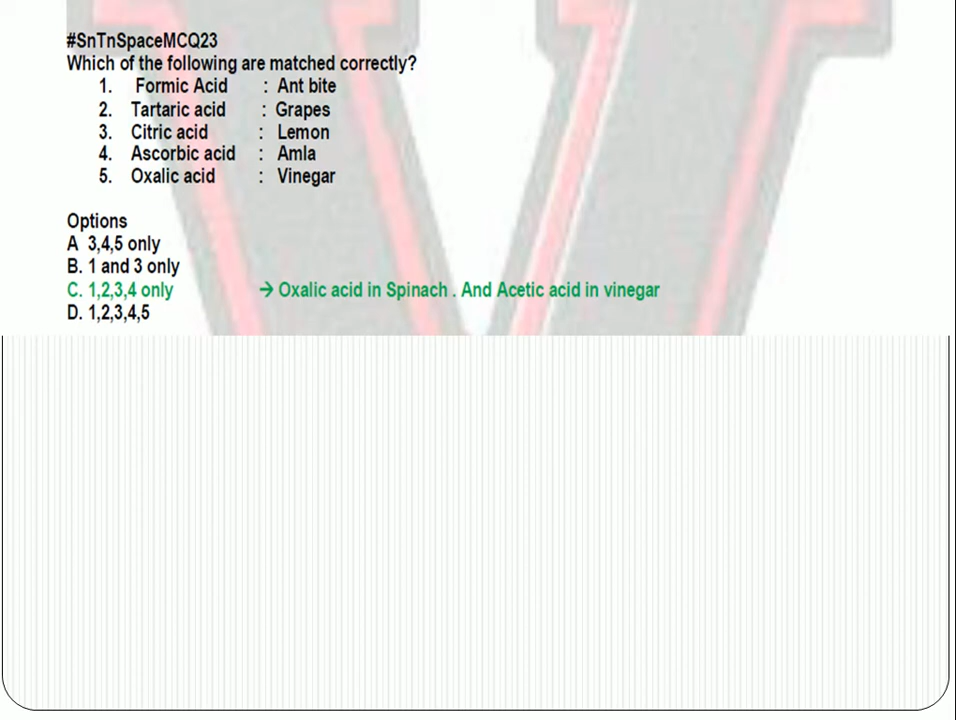 #SnTnSpaceMCQ23
Which of the following are matched correctly?
1. Formic Acid : Ant bite
2. Tartaric acid : Grapes
3. Citric acid : Lemon
4. Ascorbic acid : Amla
5. Oxalic acid : Vinegar
Options
A 3,4,5 only
B. 1 and 3 only
C. 1,2,3,4 only → Oxalic acid in Spinach . And Acetic acid in vinegar
D. 1,2,3,4,5